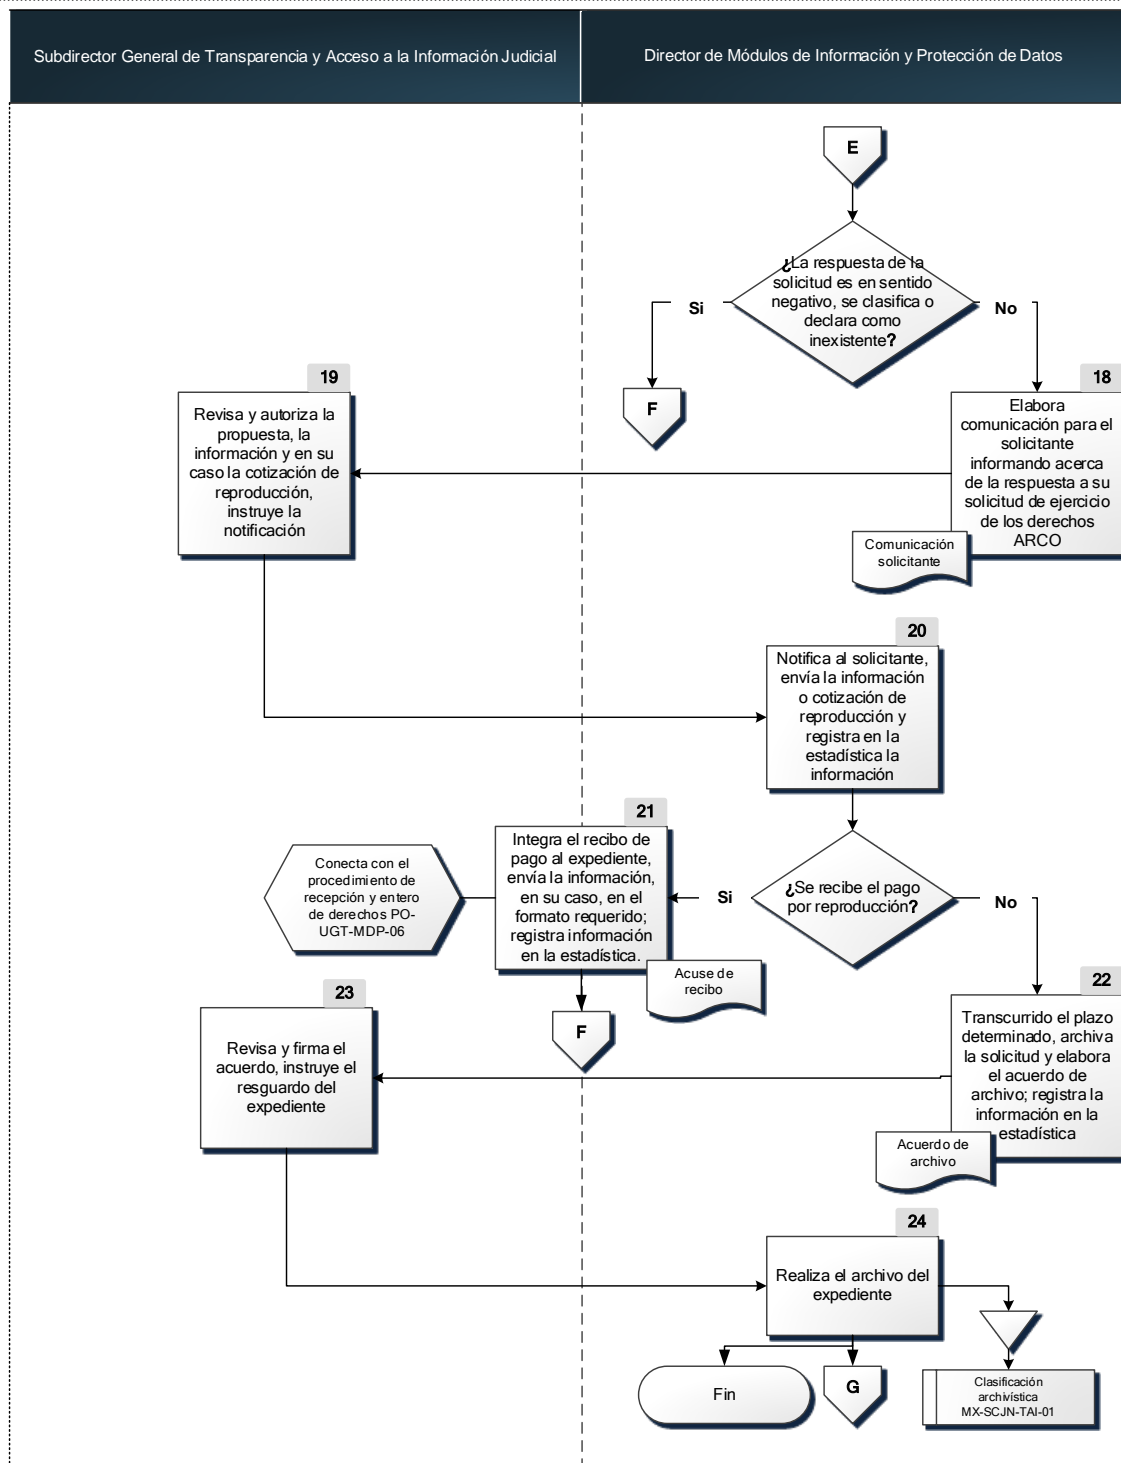 Subdirector General de Transparencia y Acceso a la Información Judicial
Director de Módulos de Información y Protección de Datos
E
¿La respuesta de la
solicitud es en sentido
negativo, se clasifica o
declara como
inexistente?
Si
No
F
18
Elabora
comunicación para el
solicitante
informando acerca
de la respuesta a su
solicitud de ejercicio
de los derechos
ARCO
Comunicación
solicitante
19
Revisa y autoriza la
propuesta, la
información y en su
caso la cotización de
reproducción,
instruye la
notificación
20
Notifica al solicitante,
envía la información
o cotización de
reproducción y
registra en la
estadística la
información
¿Se recibe el pago
por reproducción?
Si
No
21
Integra el recibo de
pago al expediente,
envía la información,
en su caso, en el
formato requerido;
registra información
en la estadística.
Acuse de
recibo
Conecta con el
procedimiento de
recepción y entero
de derechos PO-
UGT-MDP-06
F
22
Transcurrido el plazo
determinado, archiva
la solicitud y elabora
el acuerdo de
archivo; registra la
información en la
estadística
Acuerdo de
archivo
23
Revisa y firma el
acuerdo, instruye el
resguardo del
expediente
24
Realiza el archivo del
expediente
Fin
G
Clasificación
archivística
MX-SCJN-TAI-01